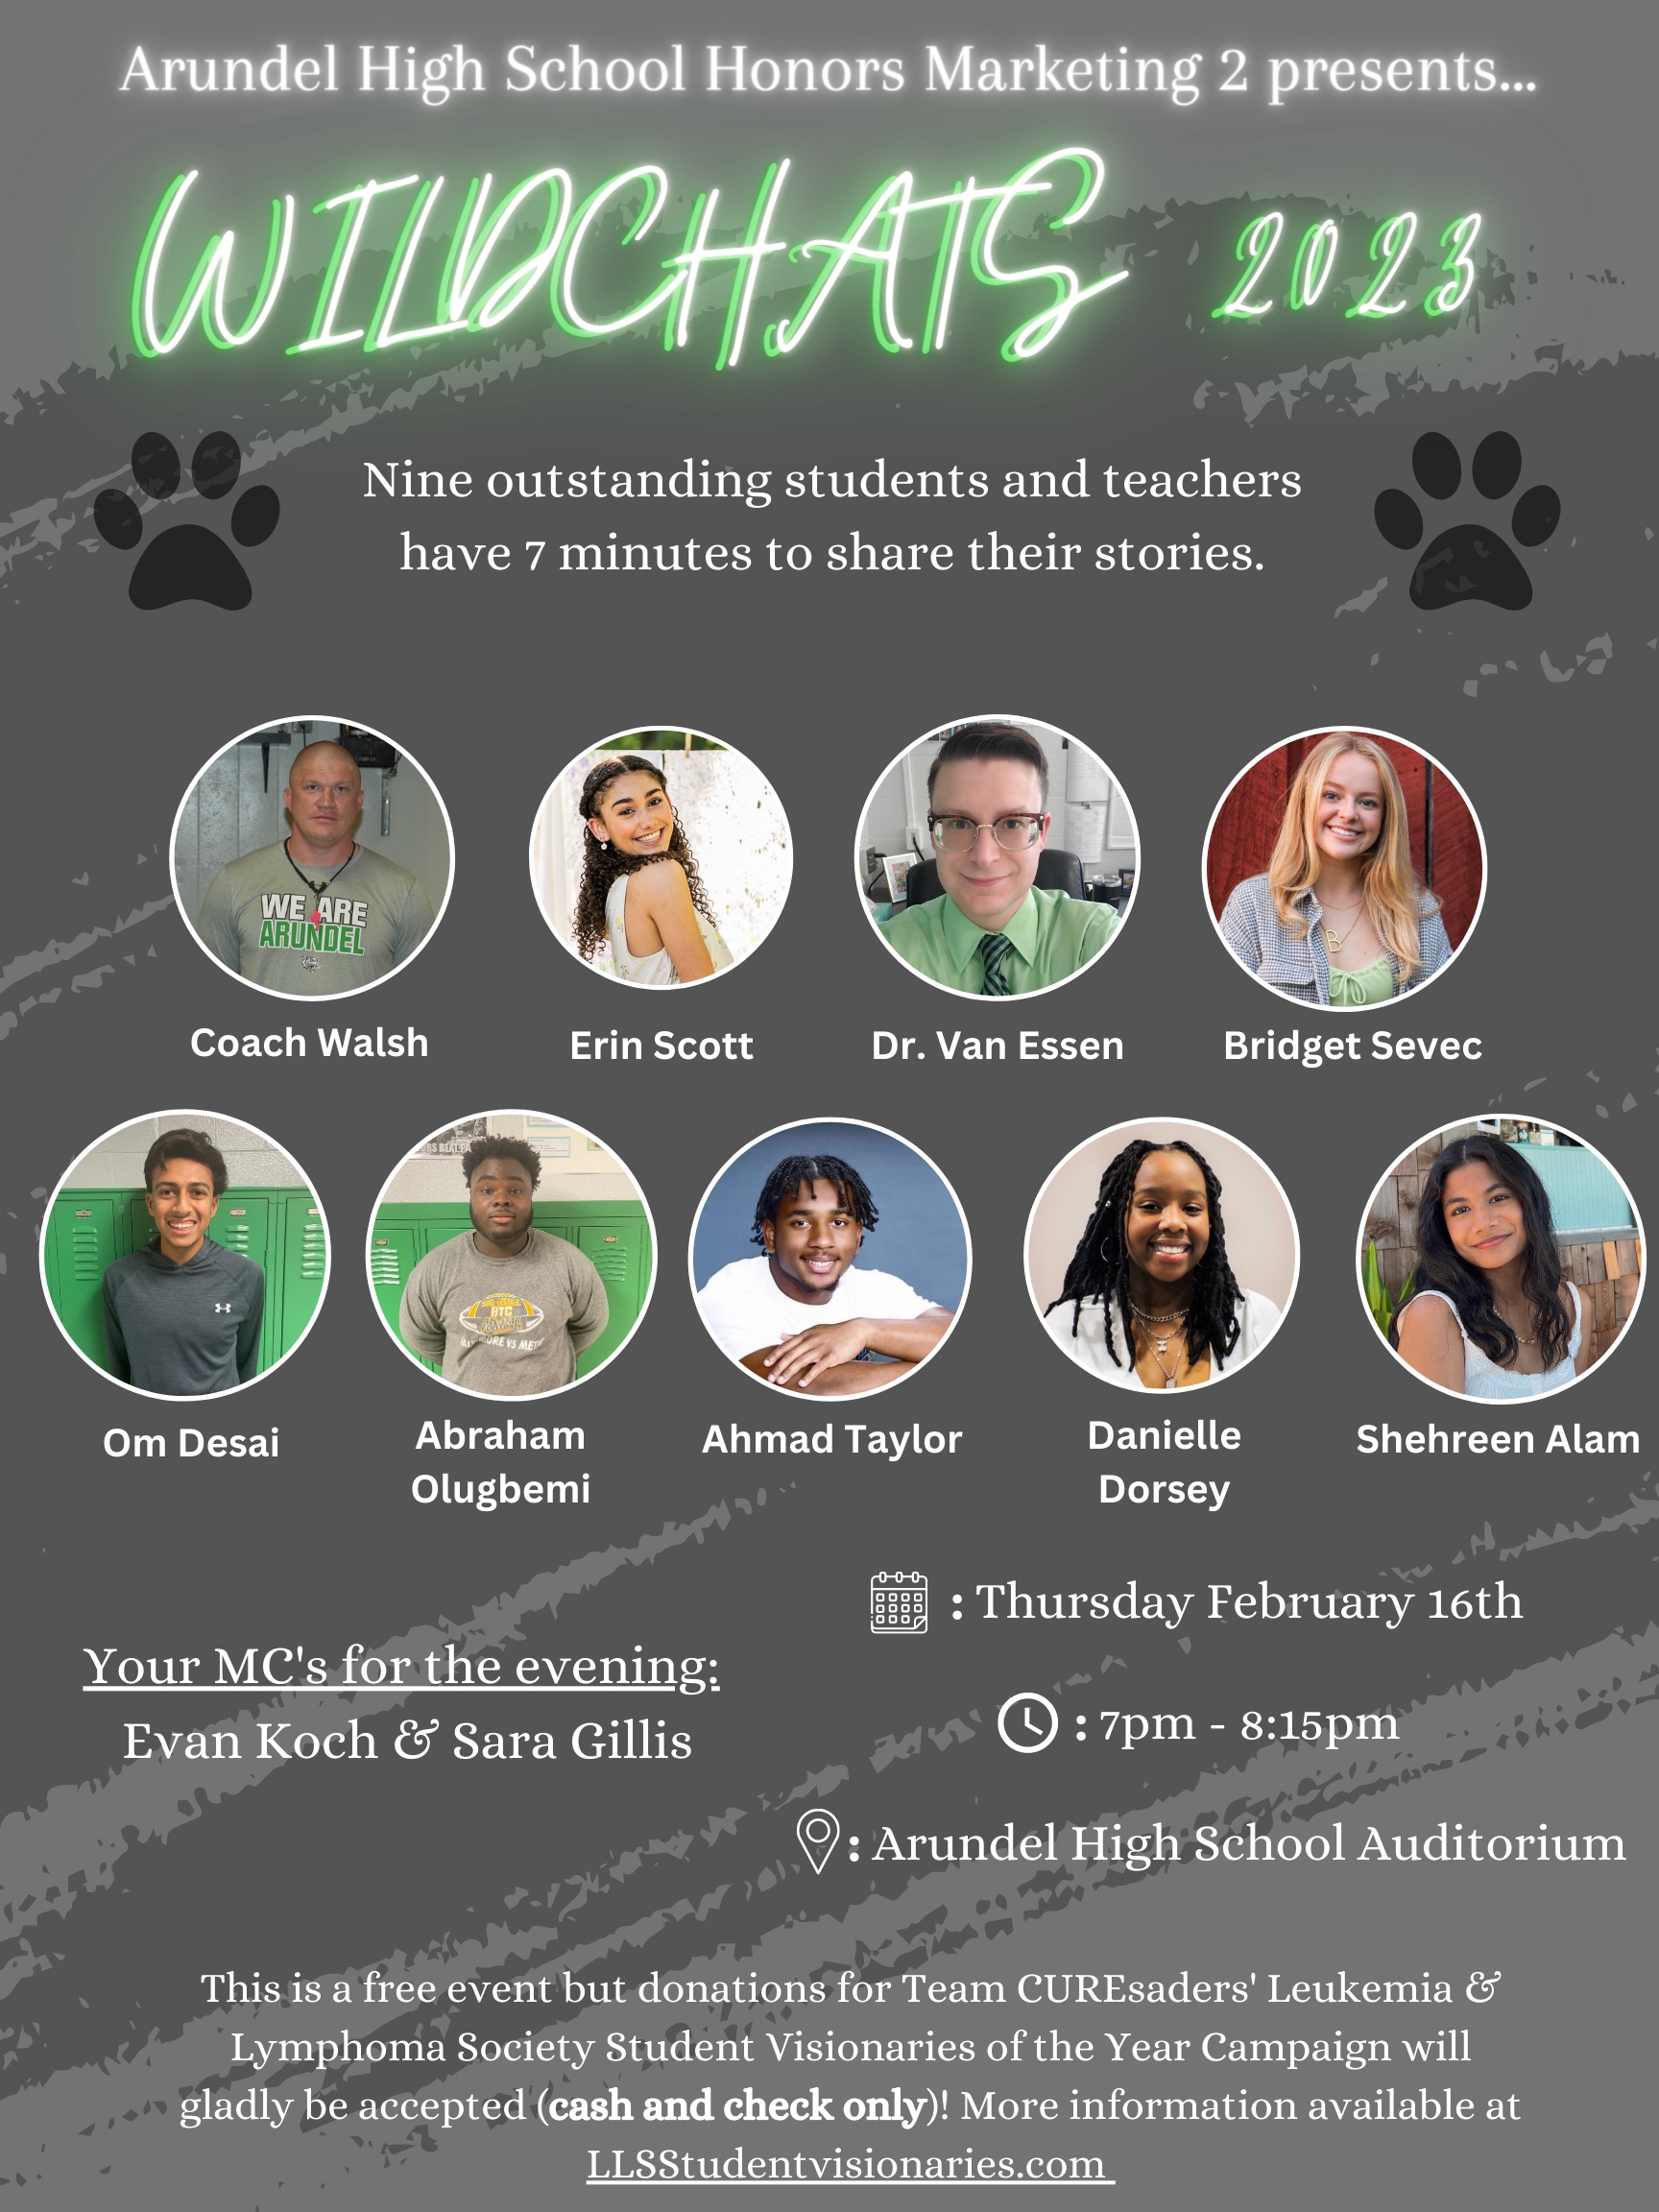 Arundel High School Honors Marketing 2 presents...
WILDCHATS 2023
Nine outstanding students and teachers
have 7 minutes to share their stories.
WE ARE
ARUNDEL
Coach Walsh
Erin Scott
Dr. Van Essen
B
Bridget Sevec
BTC
Om Desai
Abraham
Olugbemi
Ahmad Taylor
Danielle
Dorsey
Shehreen Alam
: Thursday February 16th
Your MC's for the evening:
Evan Koch & Sara Gillis
: 7pm - 8:15pm
: Arundel High School Auditorium
This is a free event but donations for Team CUREsaders' Leukemia &
Lymphoma Society Student Visionaries of the Year Campaign will
gladly be accepted (cash and check only)! More information available at
LLSStudentvisionaries.com